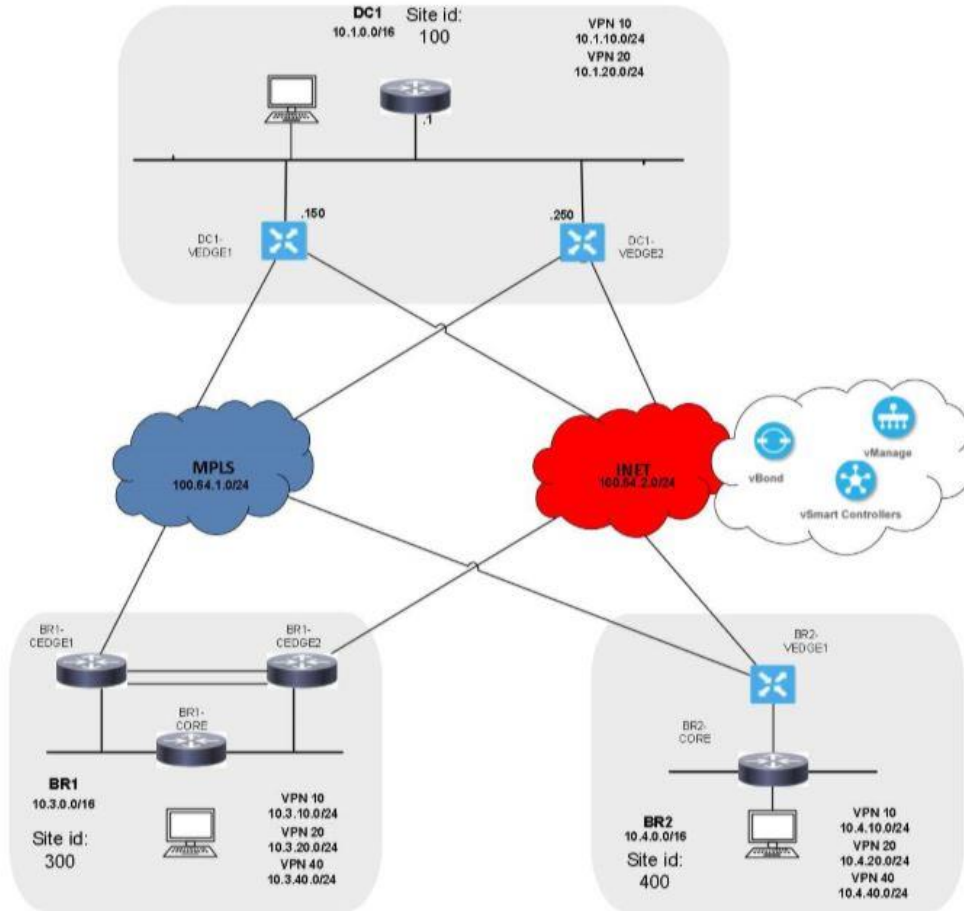 DC1
10.1.0.0/16
Site id:
100
VPN 10
10.1.10.0/24
VPN 20
10.1.20.0/24
.1
.150
.250
DC1-
VEDGE1
DC1-
VEDGE2
MPLS
100.64.1.0/24
INET
100.64.2.0/24
vBond
vManage
vSmart Controllers
BR1-
CEDGE1
BR1-
CEDGE2
BR1-
CORE
BR1
10.3.0.0/16
Site id:
300
VPN 10
10.3.10.0/24
VPN 20
10.3.20.0/24
VPN 40
10.3.40.0/24
BR2-
VEDGE1
BR2-
CORE
BR2
10.4.0.0/16
Site id:
400
VPN 10
10.4.10.0/24
VPN 20
10.4.20.0/24
VPN 40
10.4.40.0/24